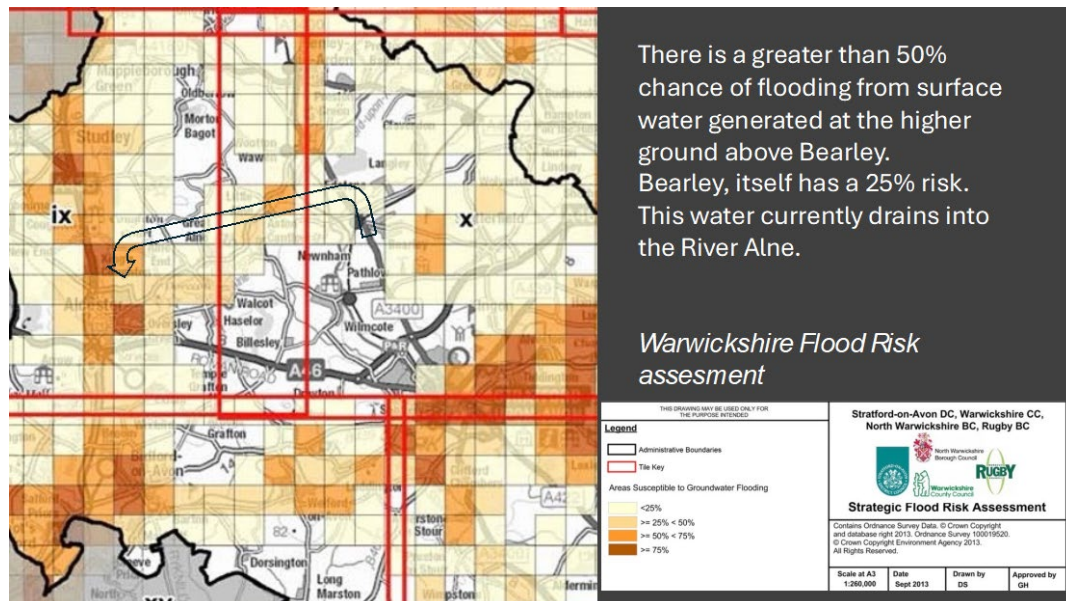 There is a greater than 50%
chance of flooding from surface
water generated at the higher
ground above Bearley.
Bearley, itself has a 25% risk.
This water currently drains into
the River Alne.
Warwickshire Flood Risk
assesment
THIS DRAWING MAY BE USED ONLY FOR
THE PURPOSE INTENDED
Legend
Administrative Boundaries
Tile Key
Areas Susceptible to Groundwater Flooding
<25%
>= 25% < 50%
>= 50% < 75%
>= 75%
Stratford-on-Avon DC, Warwickshire CC,
North Warwickshire BC, Rugby BC
North Warwickshire
Borough Council
RUGBY
Warwickshire
County Council
Strategic Flood Risk Assessment
Contains Ordnance Survey Data. © Crown Copyright
and database right 2013. Ordnance Survey 100019520.
© Crown Copyright Environment Agency 2013.
All Rights Reserved.
Scale at A3
1:260,000
Date
Sept 2013
Drawn by
DS
Approved by
GH
Mappleborough
Green
Studley
Morton
Bagot
ix
x
Newnham
Pathlow
A3400
Walcot
Haselor
Wilmcote
Billesley
P&R
ROMAN ROAD
A46
Grafton
82
Dorsington
Long
Marston